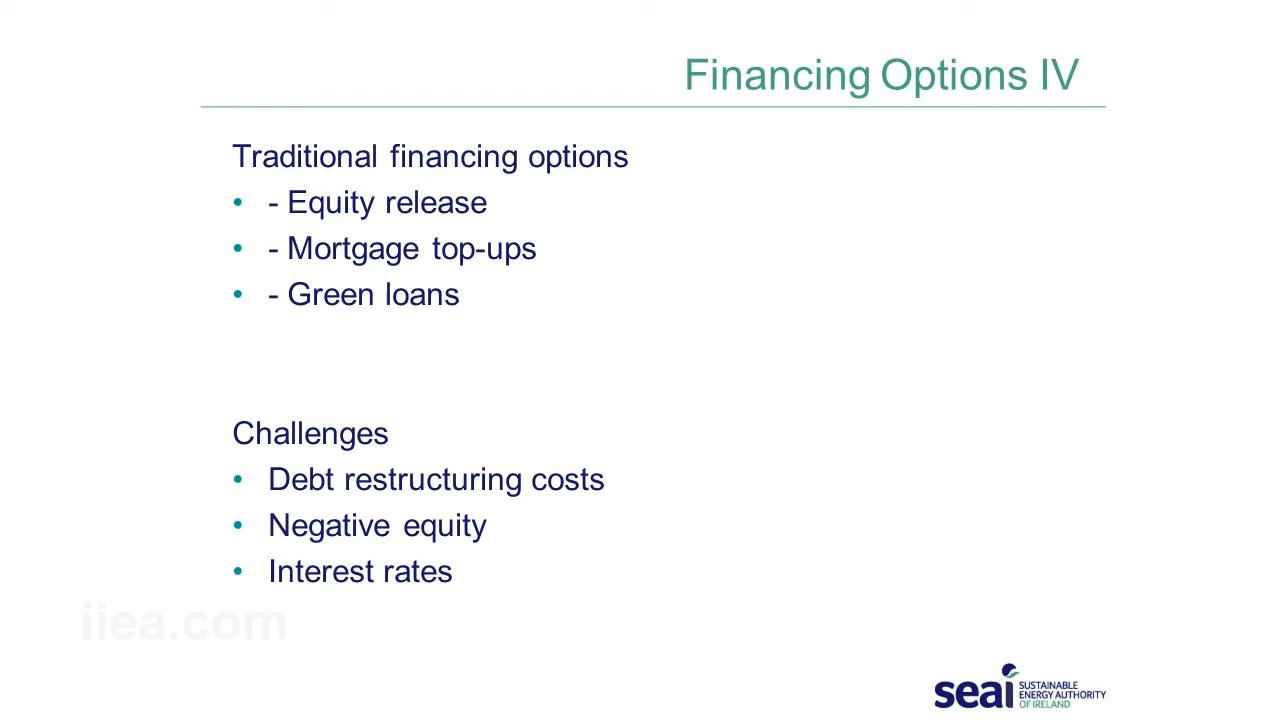 Financing Options IV
Traditional financing options
• - Equity release
• - Mortgage top-ups
• - Green loans
Challenges
• Debt restructuring costs
• Negative equity
• Interest rates
iiea.com
seai
SUSTAINABLE
ENERGY AUTHORITY
OF IRELAND